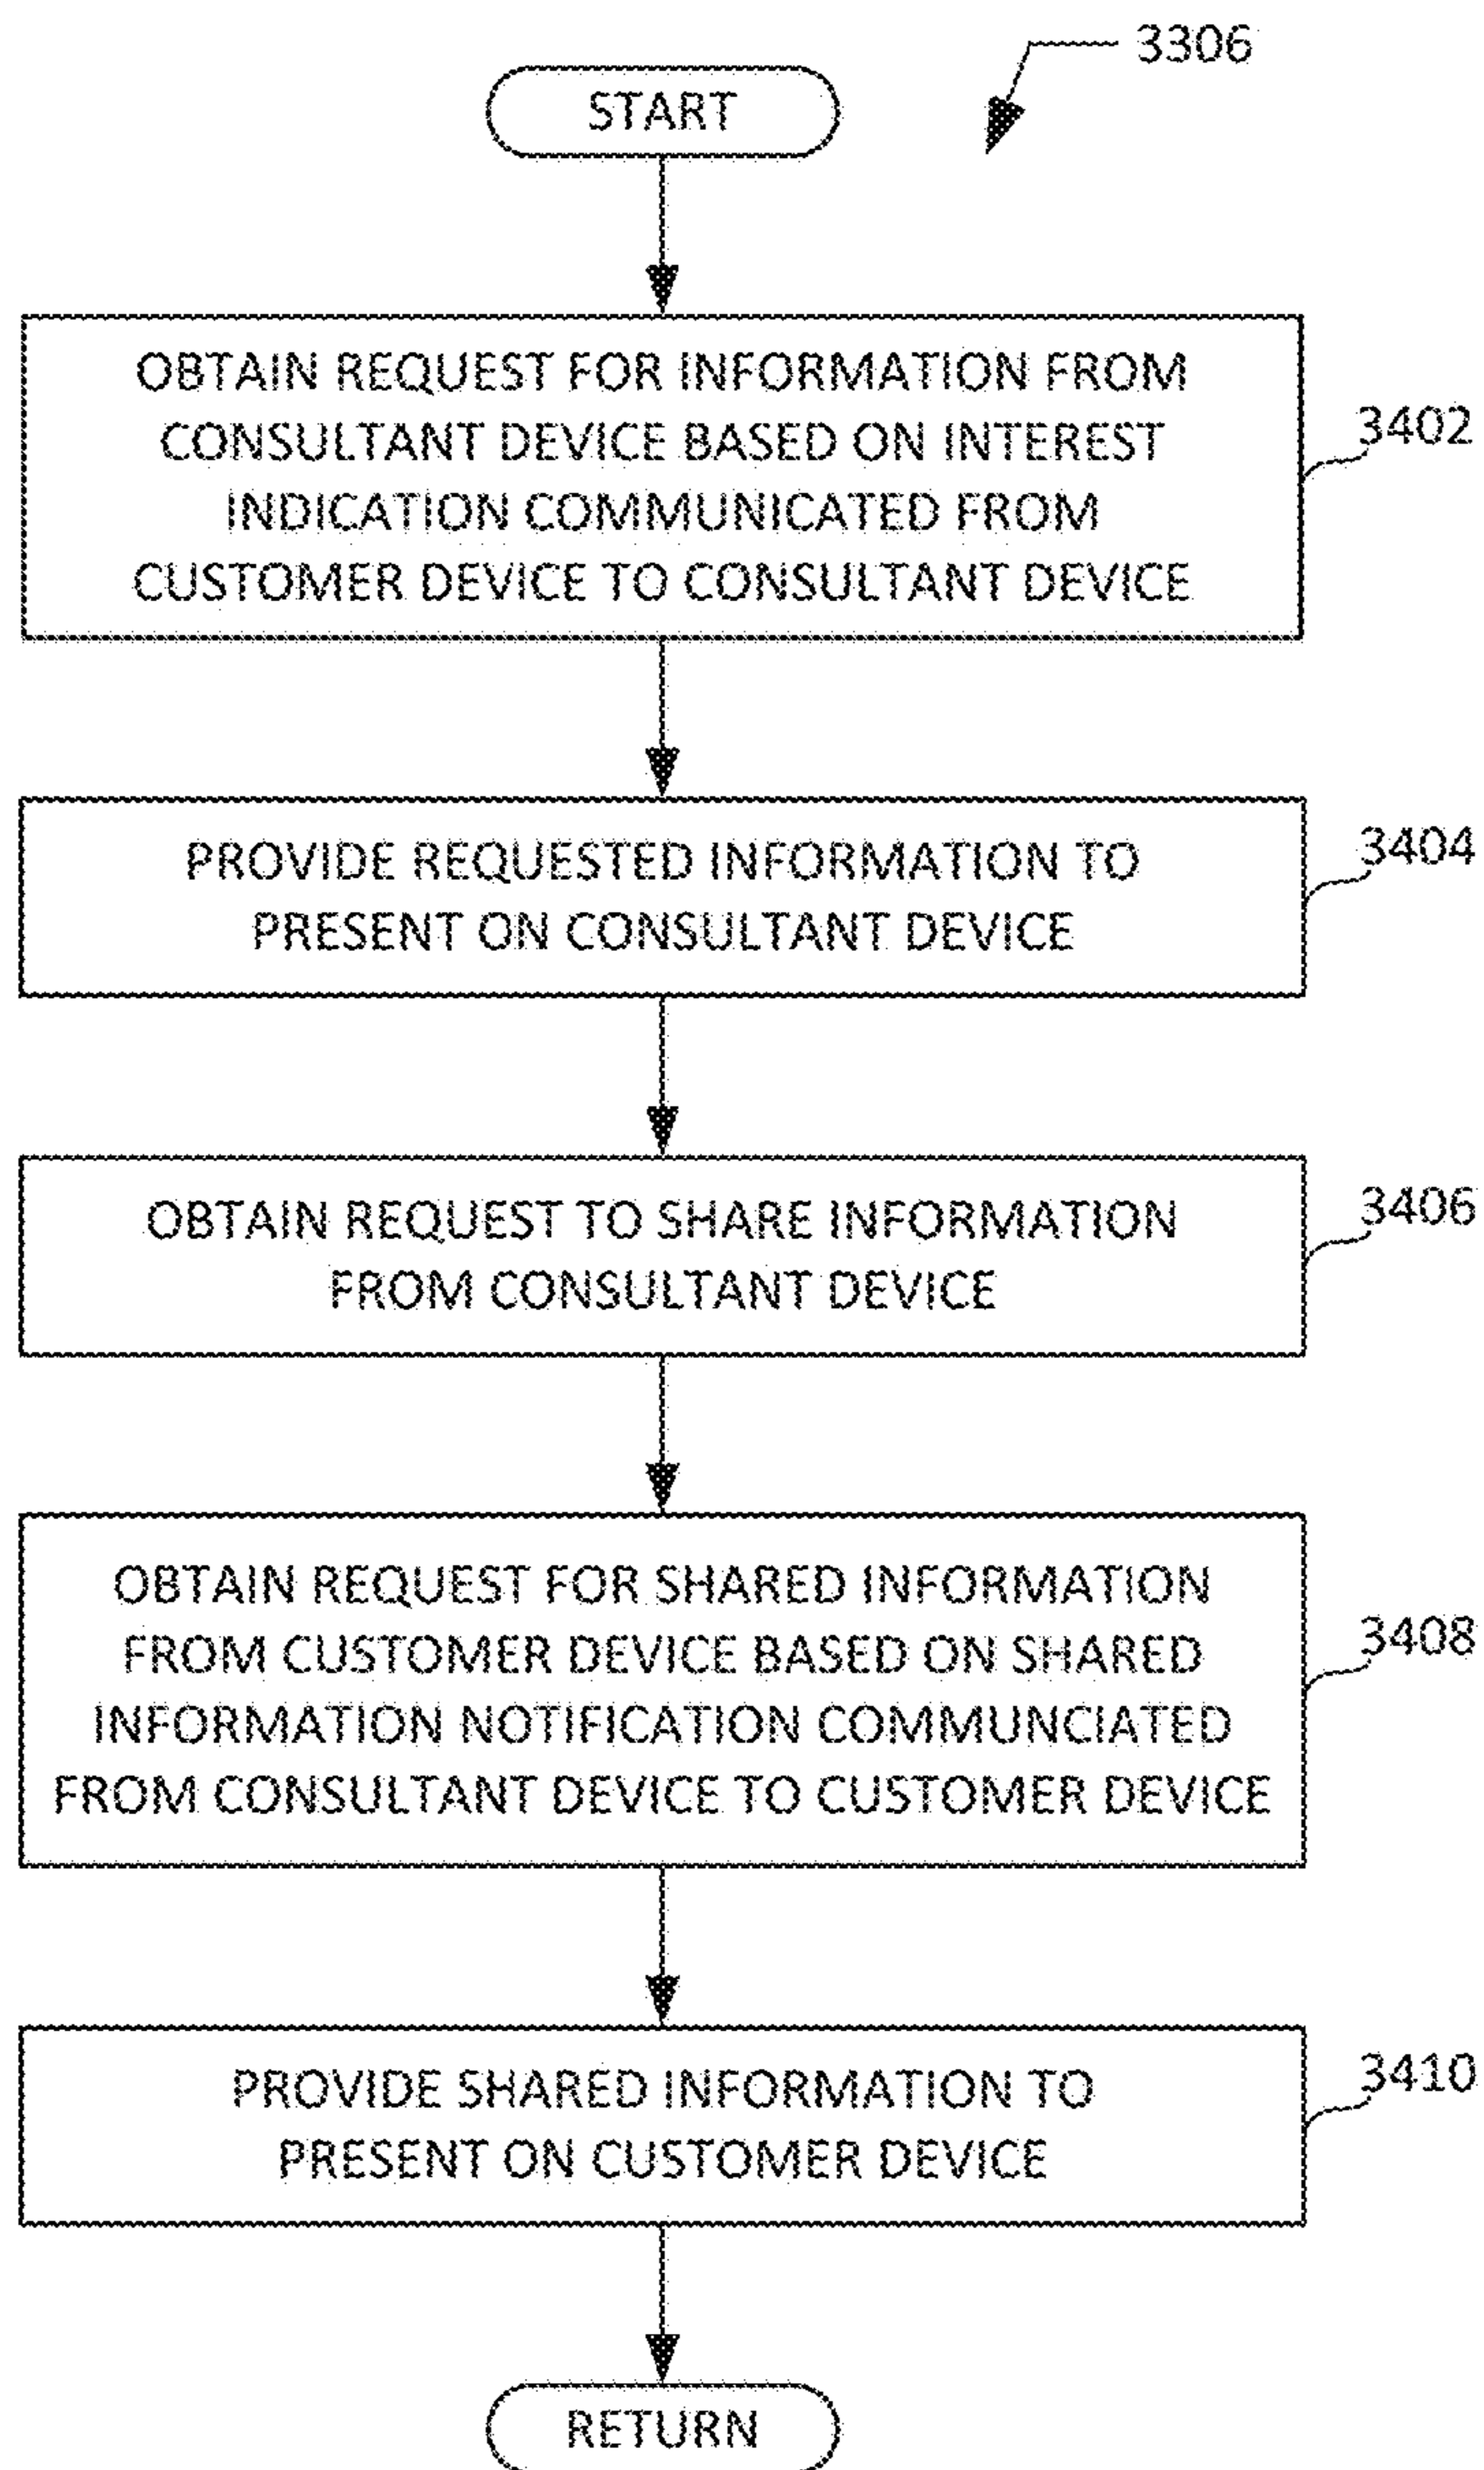 3306
START
OBTAIN REQUEST FOR INFORMATION FROM
CONSULTANT DEVICE BASED ON INTEREST
INDICATION COMMUNICATED FROM
CUSTOMER DEVICE TO CONSULTANT DEVICE
3402
PROVIDE REQUESTED INFORMATION TO
PRESENT ON CONSULTANT DEVICE
3404
OBTAIN REQUEST TO SHARE INFORMATION
FROM CONSULTANT DEVICE
3406
OBTAIN REQUEST FOR SHARED INFORMATION
FROM CUSTOMER DEVICE BASED ON SHARED
INFORMATION NOTIFICATION COMMUNCIATED
FROM CONSULTANT DEVICE TO CUSTOMER DEVICE
3408
PROVIDE SHARED INFORMATION TO
PRESENT ON CUSTOMER DEVICE
3410
RETURN